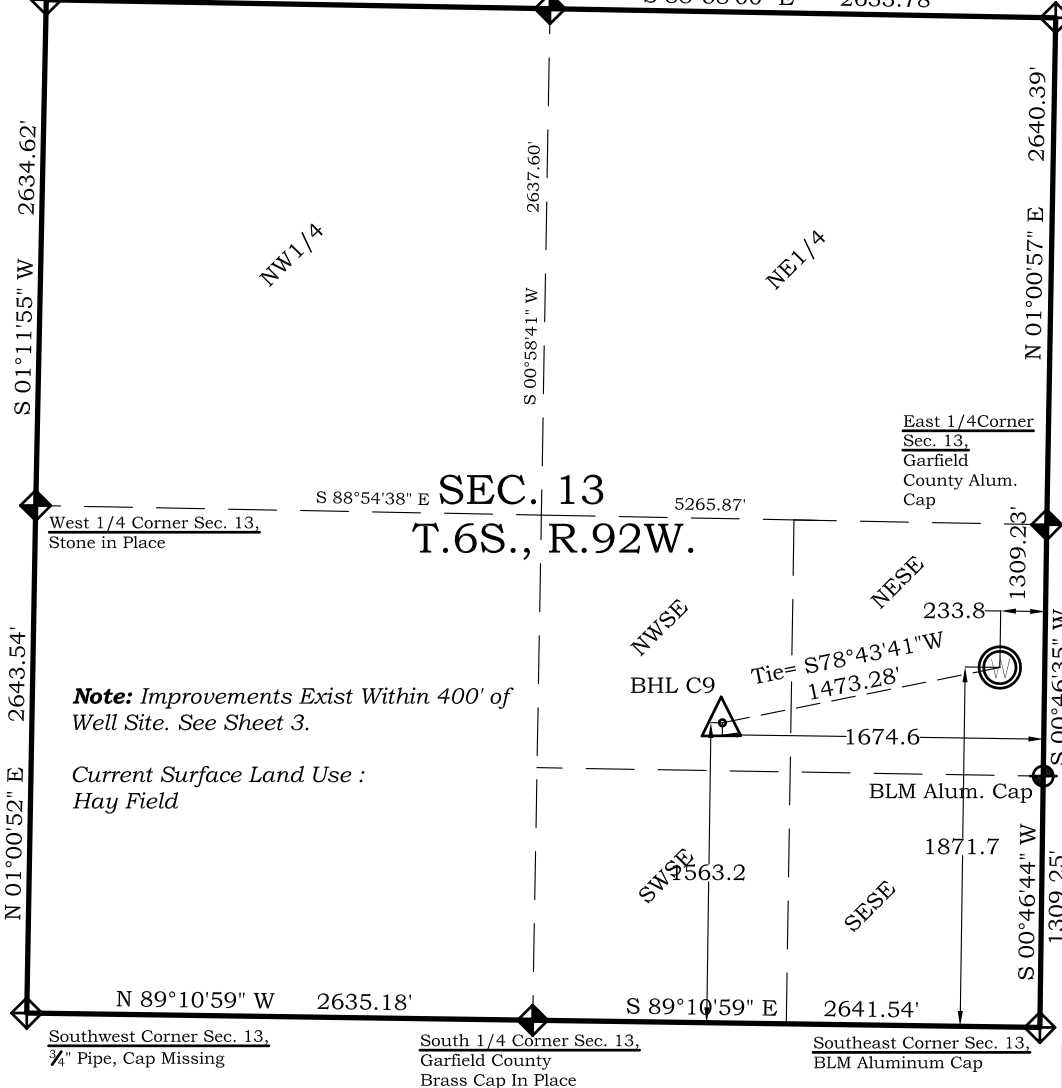 2633.78
S 01°11'55" W 2634.62'
2637.60'
S 00°58'41" W
NW1/4
NE1/4
N 01°00'57" E 2640.39'
East 1/4Corner
Sec. 13,
Garfield
County Alum.
Cap
S 88°54'38" E
5265.87'
SEC. 13
T.6S., R.92W.
West 1/4 Corner Sec. 13,
Stone in Place
1309.23'
NESE
NWSE
233.8
Tie= S78°43'41"W
1473.28'
BHL C9
W
S 00°46'35" W
1674.6
Note: Improvements Exist Within 400' of
Well Site. See Sheet 3.
Current Surface Land Use :
Hay Field
N 01°00'52" E 2643.54'
BLM Alum. Cap
1871.7
1563.2
SWSE
SESE
S 00°46'44" W
1309.25'
N 89°10'59" W 2635.18'
S 89°10'59" E 2641.54'
Southwest Corner Sec. 13,
3/4" Pipe, Cap Missing
South 1/4 Corner Sec. 13,
Garfield County
Brass Cap In Place
Southeast Corner Sec. 13,
BLM Aluminum Cap